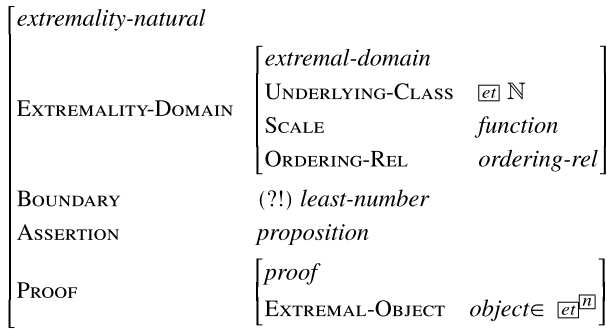 extremality-natural
extremal-domain
UNDERLYING-CLASS et ℕ
EXTREMALITY-DOMAIN
SCALE function
ORDERING-REL ordering-rel
BOUNDARY (?!) least-number
ASSERTION proposition
proof
PROOF
EXTREMAL-OBJECT object∈ et n